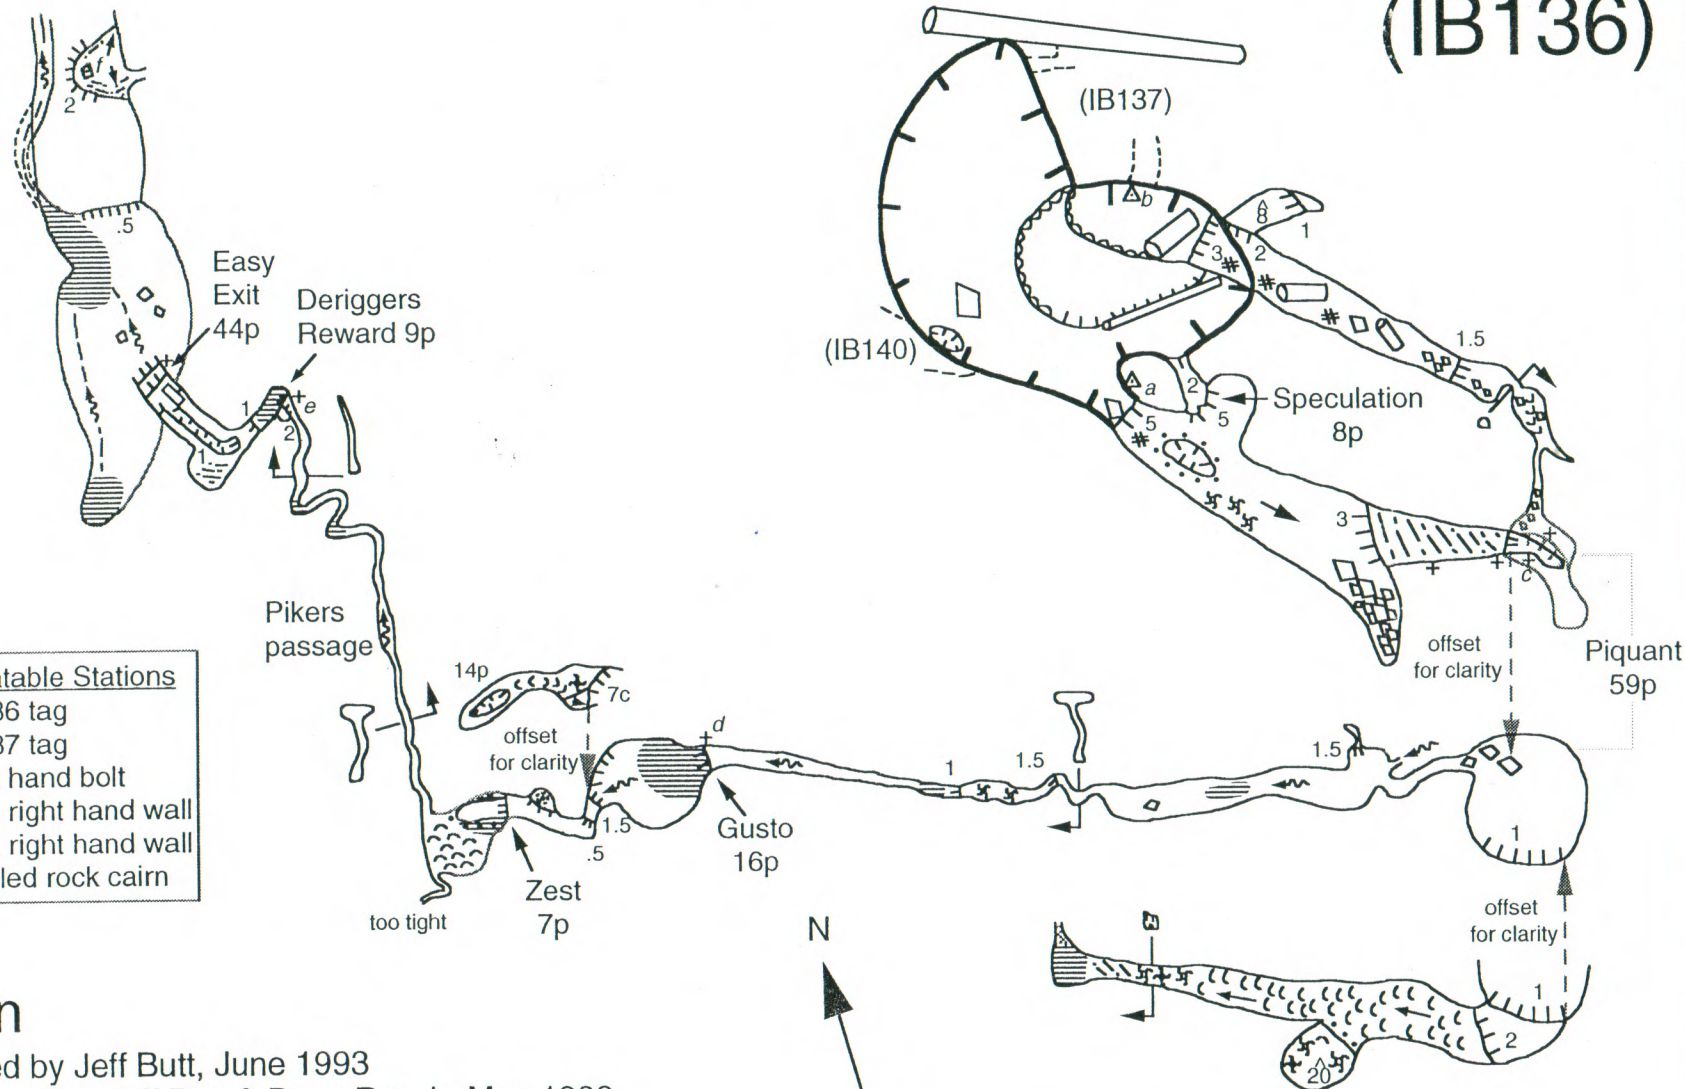 (IB136)
(IB137)
b
8
1
3
2
f
2
.5
Easy
Exit
44p
Deriggers
Reward 9p
(IB140)
1.5
a
2
5
5
Speculation
8p
1
e
2
1
3
c
Pikers
passage
offset
for clarity
Piquant
59p
table Stations
36 tag
37 tag
hand bolt
right hand wall
right hand wall
led rock cairn
14p
7c
offset
for clarity
d
1
1.5
1.5
1.5
.5
Gusto
16p
1
Zest
7p
too tight
N
offset
for clarity
1
2
20
n
ed by Jeff Butt, June 1993